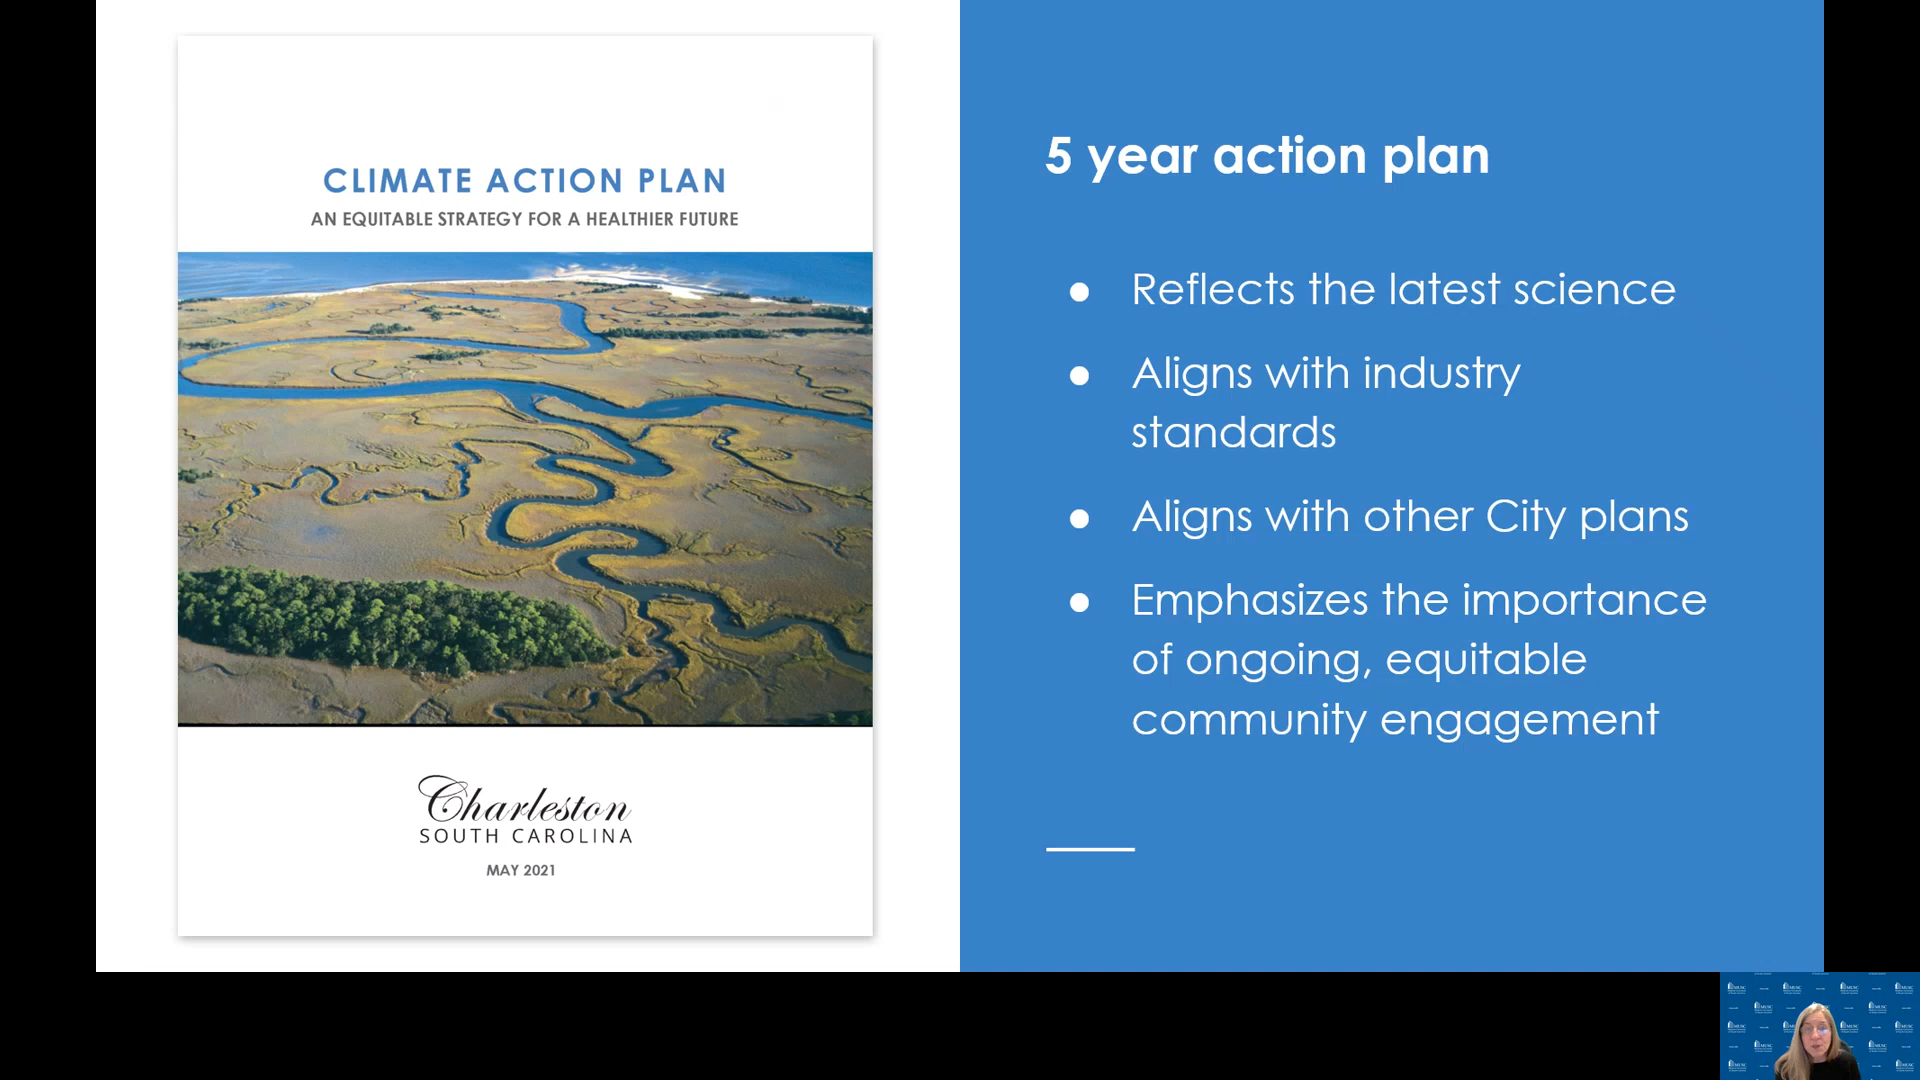 CLIMATE ACTION PLAN
AN EQUITABLE STRATEGY FOR A HEALTHIER FUTURE
Charleston
SOUTH CAROLINA
MAY 2021
5 year action plan
● Reflects the latest science
● Aligns with industry
standards
● Aligns with other City plans
● Emphasizes the importance
of ongoing, equitable
community engagement
MUSC